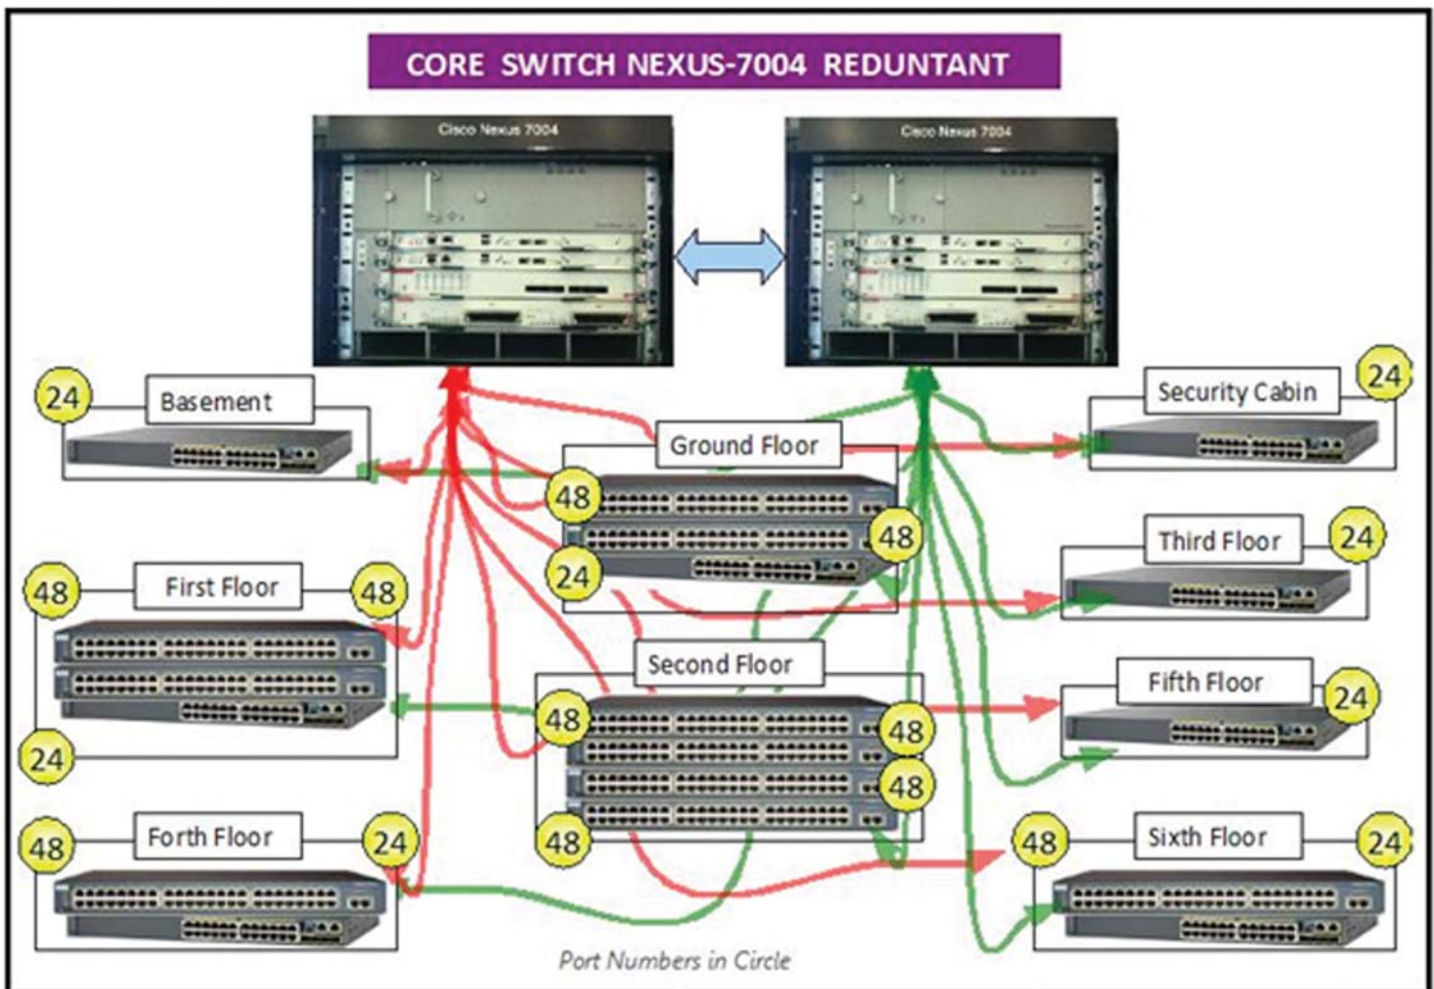 CORE SWITCH NEXUS-7004 REDUNTANT
Cisco Nexus 7004
Cisco Nexus 7004
24
Basement
Security Cabin
24
Ground Floor
48
48
24
Third Floor
24
48
First Floor
48
24
Second Floor
48
48
48
48
Fifth Floor
24
48
Forth Floor
24
48
Sixth Floor
24
Port Numbers in Circle